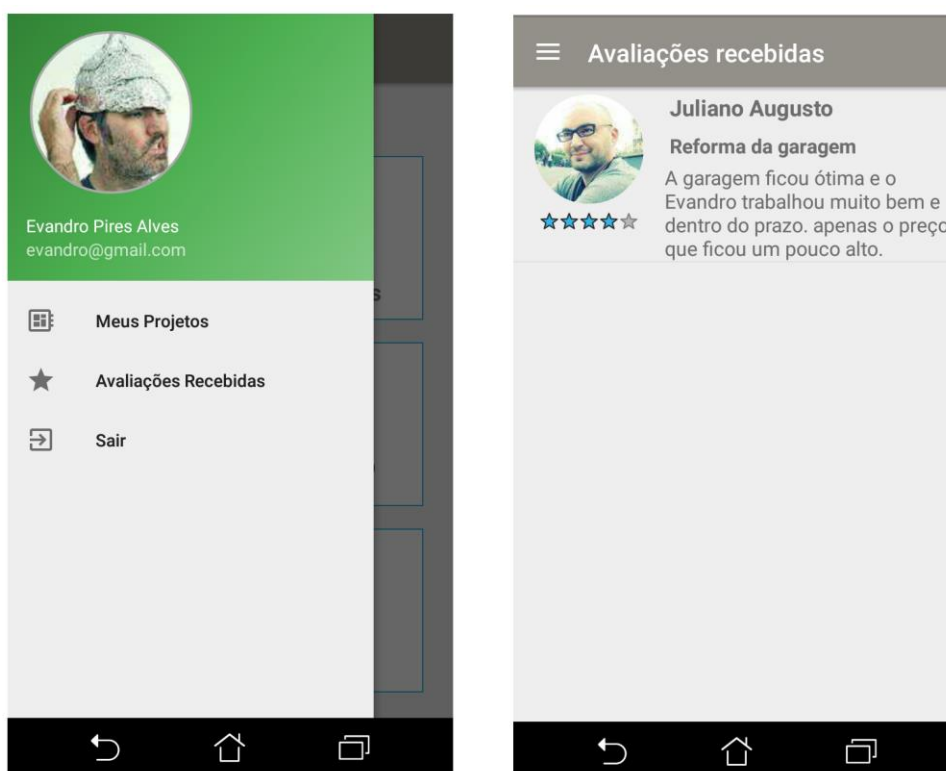 Evandro Pires Alves
evandro@gmail.com
Meus Projetos
Avaliações Recebidas
Sair
s
Avaliações recebidas
Juliano Augusto
Reforma da garagem
A garagem ficou ótima e o
Evandro trabalhou muito bem e
dentro do prazo. apenas o preço
que ficou um pouco alto.